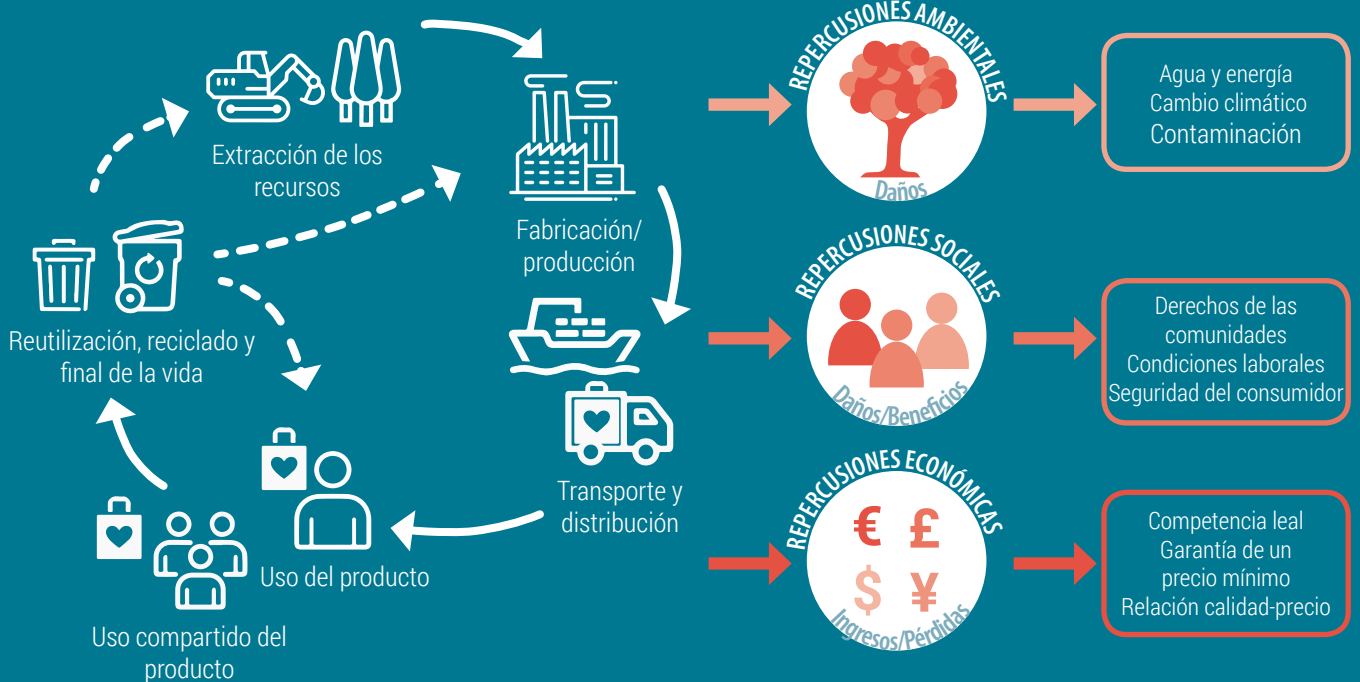 Extracción de los
recursos
Fabricación/
producción
Reutilización, reciclado y
final de la vida
Transporte y
distribución
Uso del producto
Uso compartido del
producto
REPERCUSIONES AMBIENTALES
Daños
Agua y energía
Cambio climático
Contaminación
REPERCUSIONES SOCIALES
Daños/Beneficios
Derechos de las
comunidades
Condiciones laborales
Seguridad del consumidor
REPERCUSIONES ECONÓMICAS
€ £
$ ¥
Ingresos/Pérdidas
Competencia leal
Garantía de un
precio mínimo
Relación calidad-precio